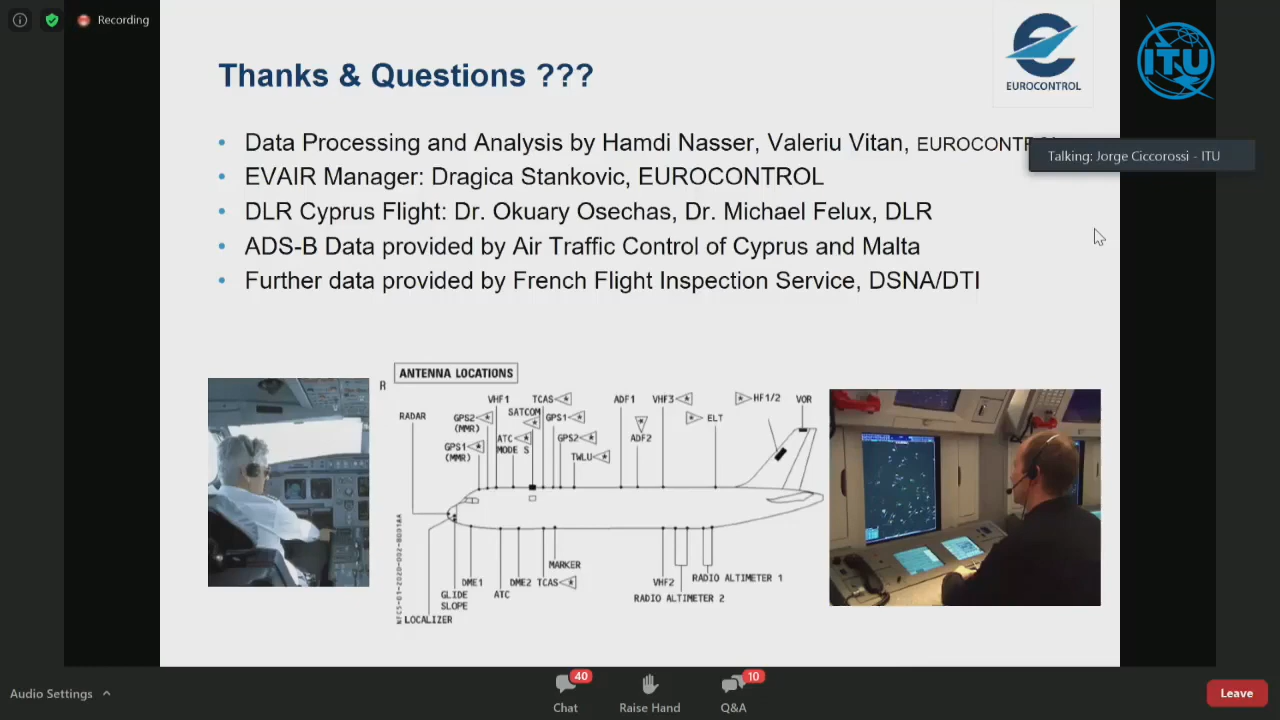 Recording
Thanks & Questions ???
EUROCONTROL
ITU
• Data Processing and Analysis by Hamdi Nasser, Valeriu Vitan, EUROCONTROL
Talking: Jorge Ciccorossi - ITU
• EVAIR Manager: Dragica Stankovic, EUROCONTROL
• DLR Cyprus Flight: Dr. Okuary Osechas, Dr. Michael Felux, DLR
• ADS-B Data provided by Air Traffic Control of Cyprus and Malta
• Further data provided by French Flight Inspection Service, DSNA/DTI
R
ANTENNA LOCATIONS
RADAR
VHF1
TCAS
ADF1
VHF3
HF1/2
VOR
SATCOM
GPS2
(MMR)
GPS1
ELT
GPS1
(MMR)
ATC
MODE S
GPS2
ADF2
TWLU
MARKER
DME1
DME2
TCAS
VHF2
RADIO ALTIMETER 1
GLIDE
SLOPE
ATC
RADIO ALTIMETER 2
LOCALIZER
Audio Settings
40
Chat
Raise Hand
10
Q&A
Leave